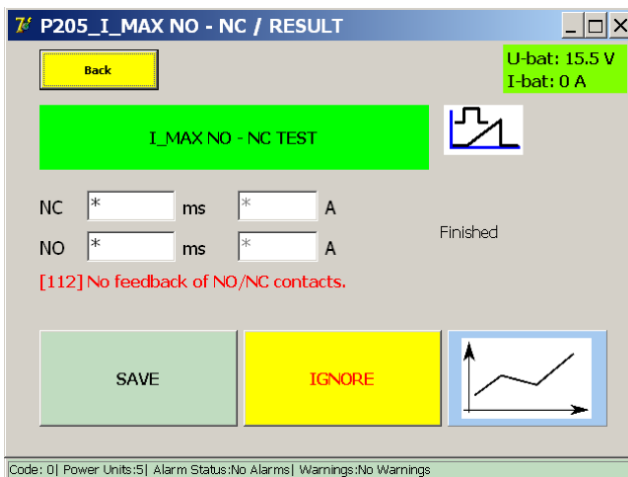 P205_I_MAX NO - NC / RESULT
Back
U-bat: 15.5 V
I-bat: 0 A
I_MAX NO - NC TEST
NC * ms * A
NO * ms * A
Finished
[112] No feedback of NO/NC contacts.
SAVE
IGNORE
Code: 0| Power Units:5| Alarm Status:No Alarms| Warnings:No Warnings